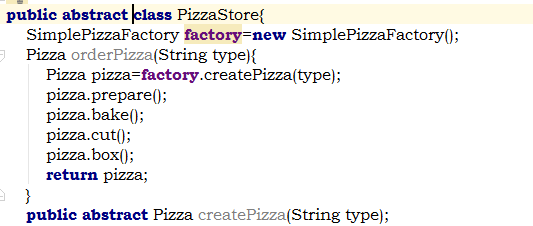 public abstract class PizzaStore{
SimplePizzaFactory factory=new SimplePizzaFactory();
Pizza orderPizza(String type){
Pizza pizza=factory.createPizza(type);
pizza.prepare();
pizza.bake();
pizza.cut();
pizza.box();
return pizza;
}
public abstract Pizza createPizza(String type);